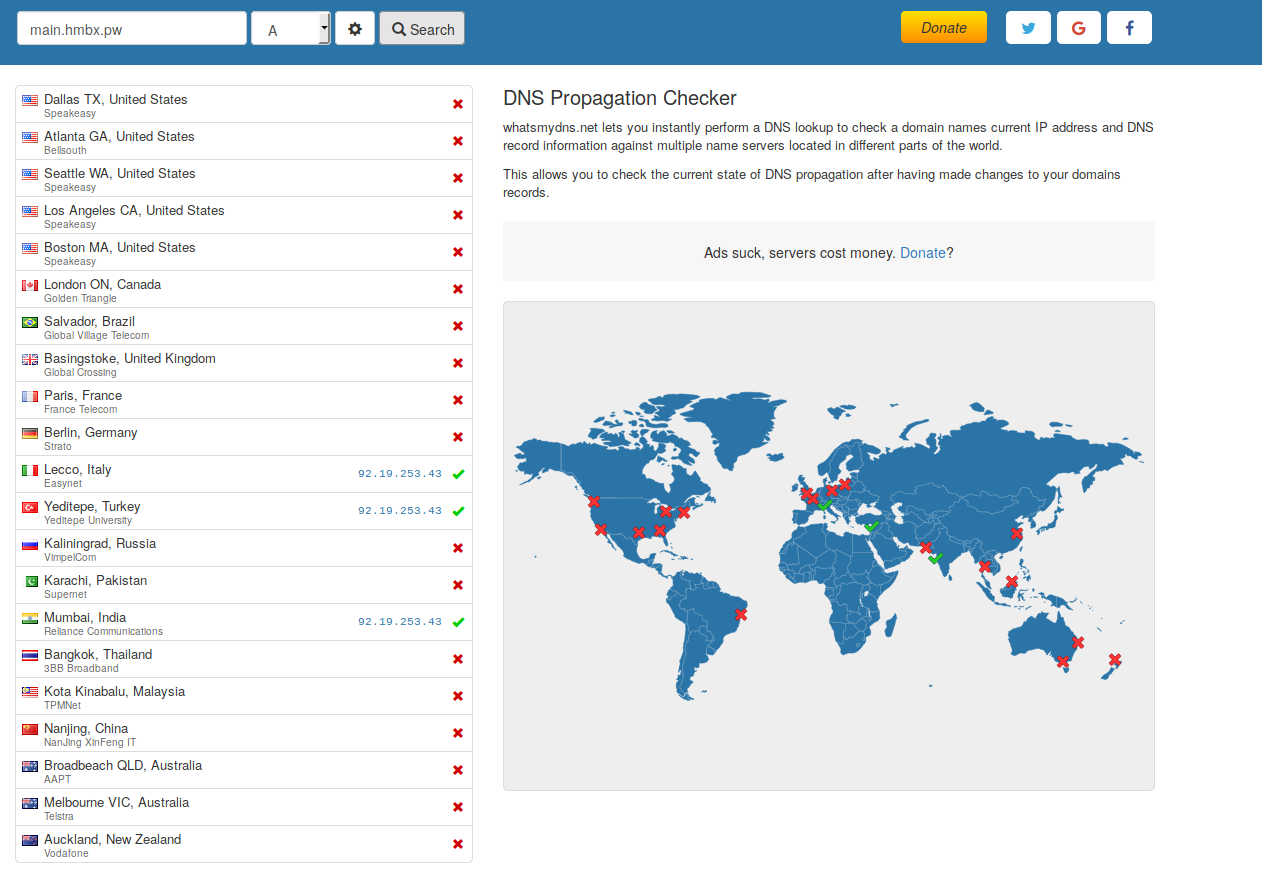 main.hmbx.pw
A
Search
Donate
Dallas TX, United States
Speakeasy
Atlanta GA, United States
Bellsouth
Seattle WA, United States
Speakeasy
Los Angeles CA, United States
Speakeasy
Boston MA, United States
Speakeasy
London ON, Canada
Golden Triangle
Salvador, Brazil
Global Village Telecom
Basingstoke, United Kingdom
Global Crossing
Paris, France
France Telecom
Berlin, Germany
Strato
Lecco, Italy
Easynet
92.19.253.43
Yeditepe, Turkey
Yeditepe University
92.19.253.43
Kaliningrad, Russia
VimpelCom
Karachi, Pakistan
Supernet
Mumbai, India
Reliance Communications
92.19.253.43
Bangkok, Thailand
3BB Broadband
Kota Kinabalu, Malaysia
TPMNet
Nanjing, China
NanJing XinFeng IT
Broadbeach QLD, Australia
AAPT
Melbourne VIC, Australia
Telstra
Auckland, New Zealand
Vodafone
DNS Propagation Checker
whatsmydns.net lets you instantly perform a DNS lookup to check a domain names current IP address and DNS
record information against multiple name servers located in different parts of the world.
This allows you to check the current state of DNS propagation after having made changes to your domains
records.
Ads suck, servers cost money. Donate?